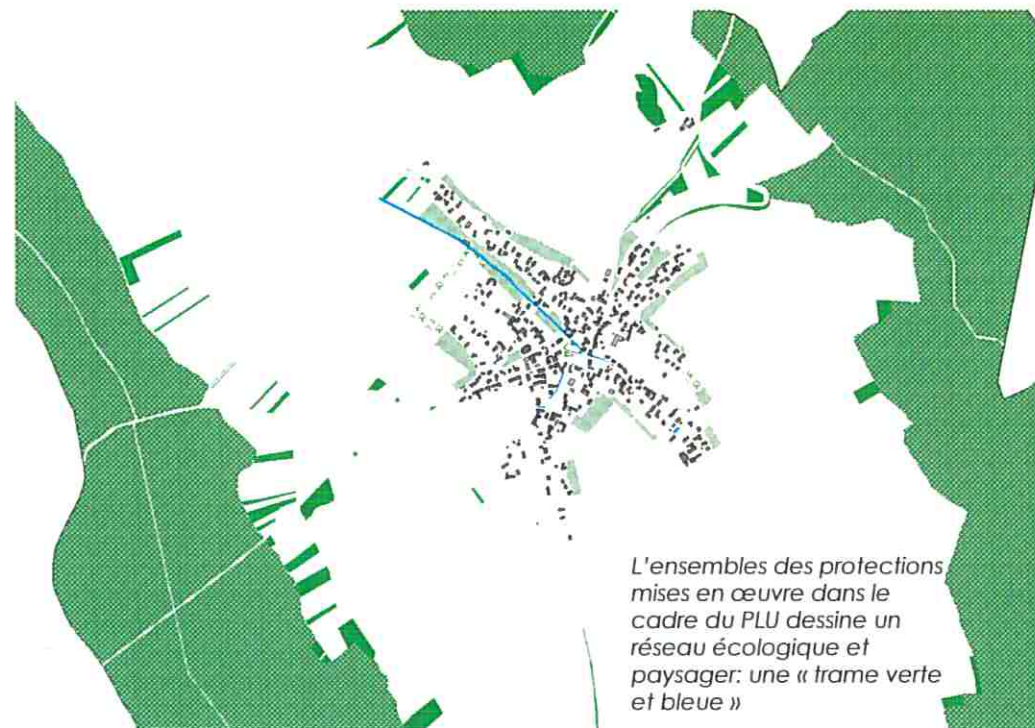 L'ensembles des protections
mises en œuvre dans le
cadre du PLU dessine un
réseau écologique et
paysager: une « trame verte
et bleue »